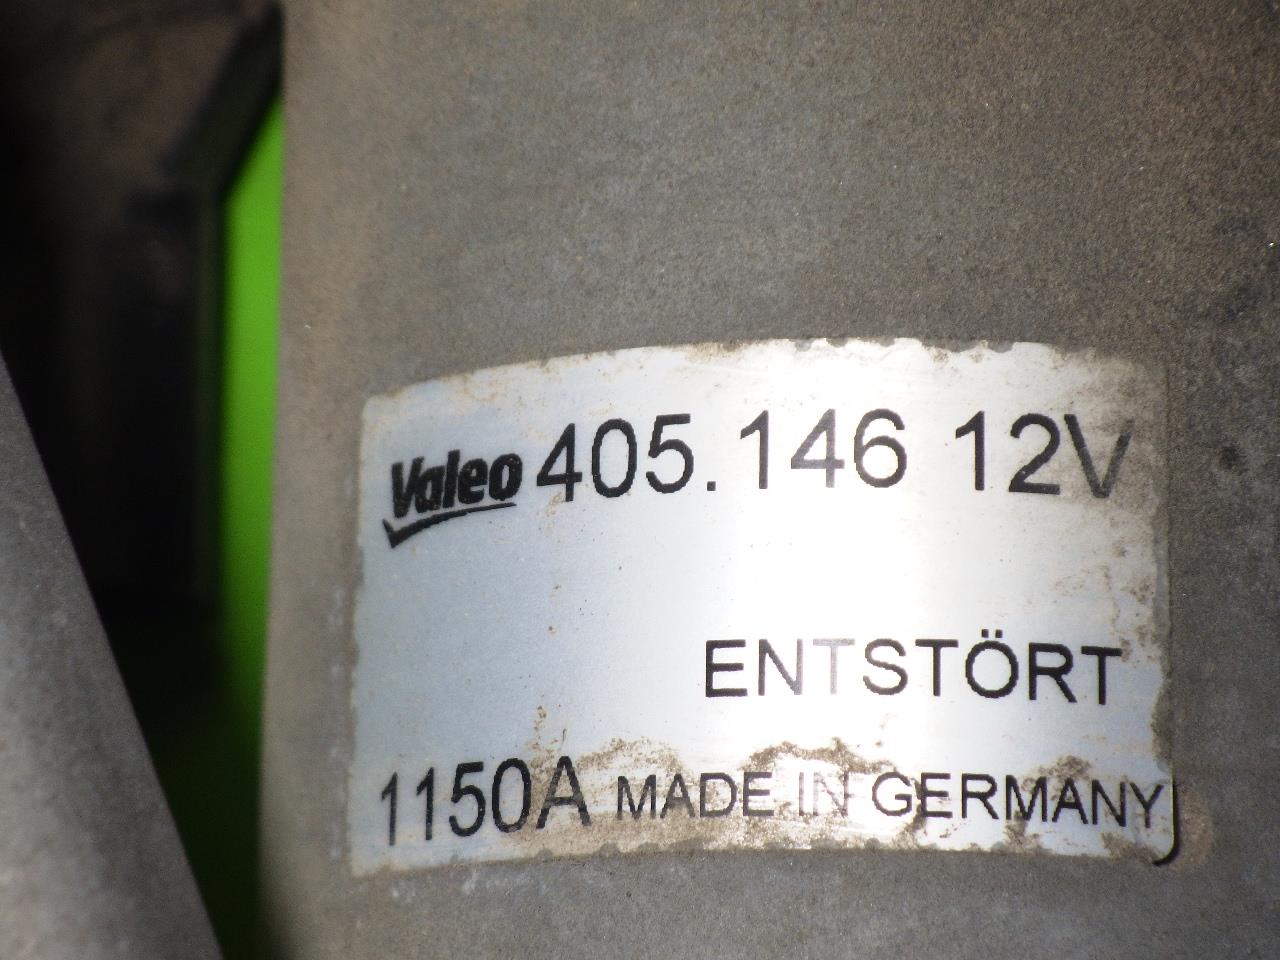 Valeo 405.146 12V
ENTSTÖRT
1150A MADE IN GERMANY